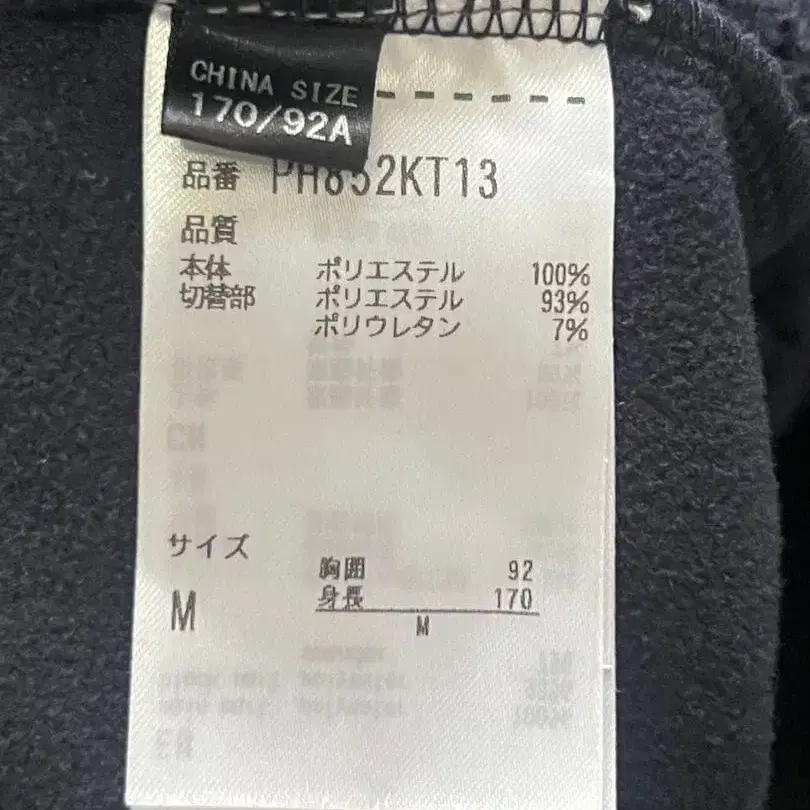 CHINA SIZE
170/92A
品番 PH852KT13
品質
本体 ポリエステル 100%
切替部 ポリエステル 93%
ポリウレタン 7%
サイズ
胸囲 92
M 身長 170
M